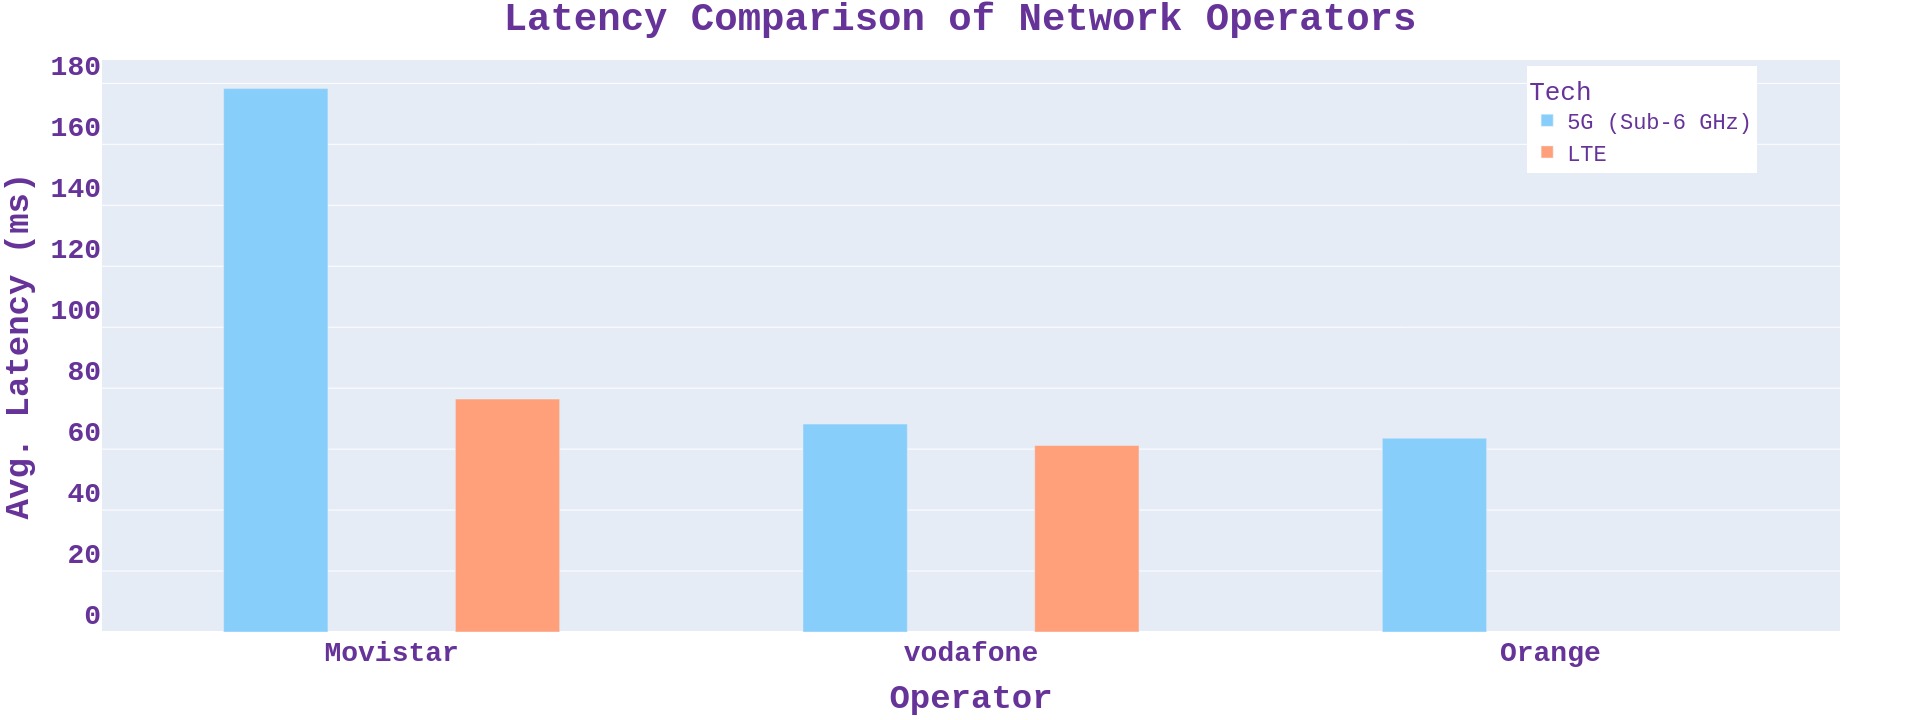 Latency Comparison of Network Operators
180
160
140
120
100
80
60
40
20
0
Avg. Latency (ms)
Tech
5G (Sub-6 GHz)
LTE
Movistar
vodafone
Orange
Operator